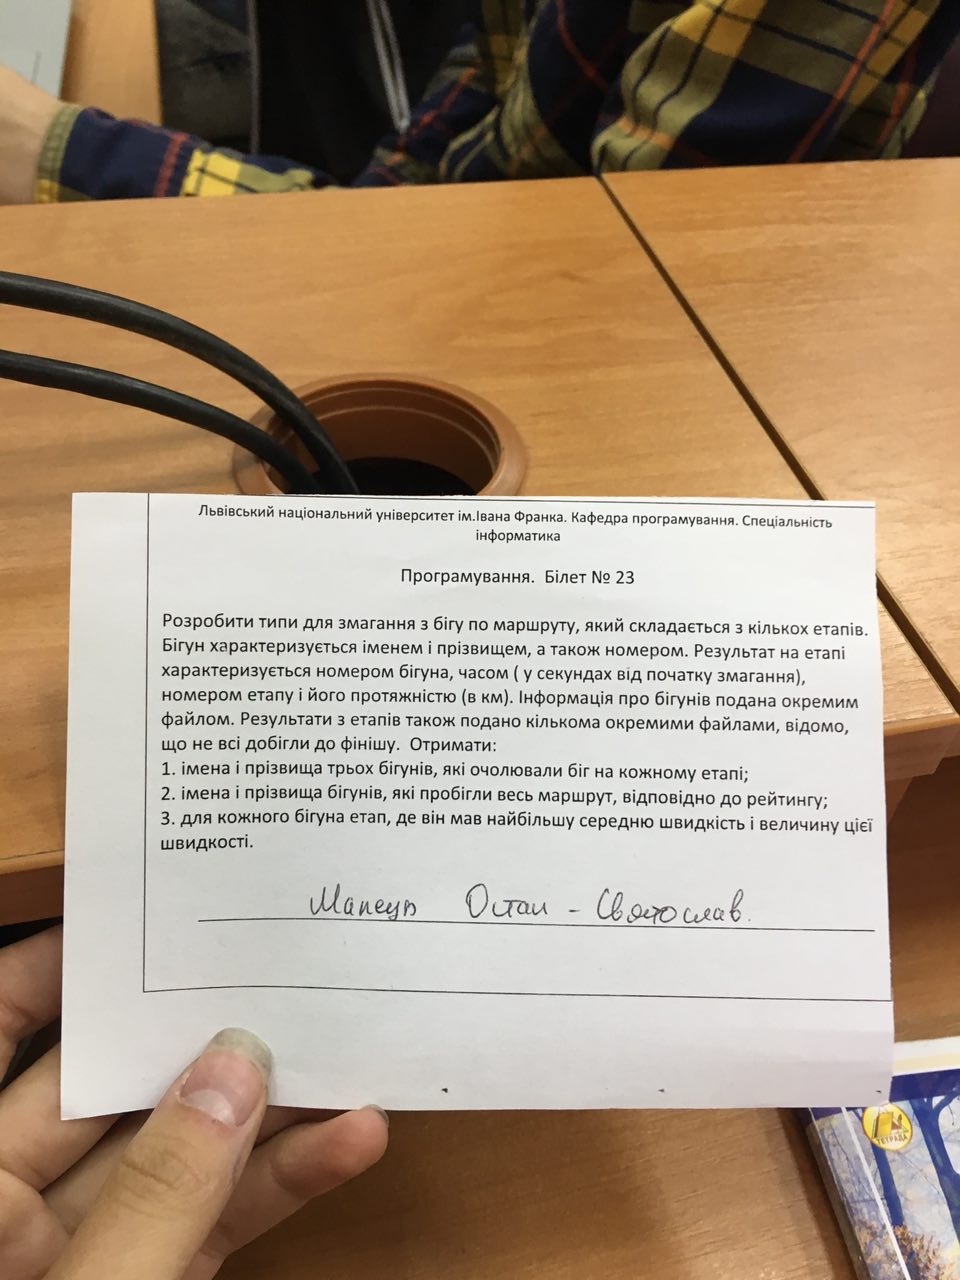 Львівський національний університет ім.Івана Франка. Кафедра програмування. Спеціальність
інформатика
Програмування. Білет № 23
Розробити типи для змагання з бігу по маршруту, який складається з кількох етапів.
Бігун характеризується іменем і прізвищем, а також номером. Результат на етапі
характеризується номером бігуна, часом ( у секундах від початку змагання),
номером етапу і його протяжністю (в км). Інформація про бігунів подана окремим
файлом. Результати з етапів також подано кількома окремими файлами, відомо,
що не всі добігли до фінішу. Отримати:
1. імена і прізвища трьох бігунів, які очолювали біг на кожному етапі;
2. імена і прізвища бігунів, які пробігли весь маршрут, відповідно до рейтингу;
3. для кожного бігуна етап, де він мав найбільшу середню швидкість і величину цієї
швидкості.
Остап - Святослав.
ТЕТРАДА